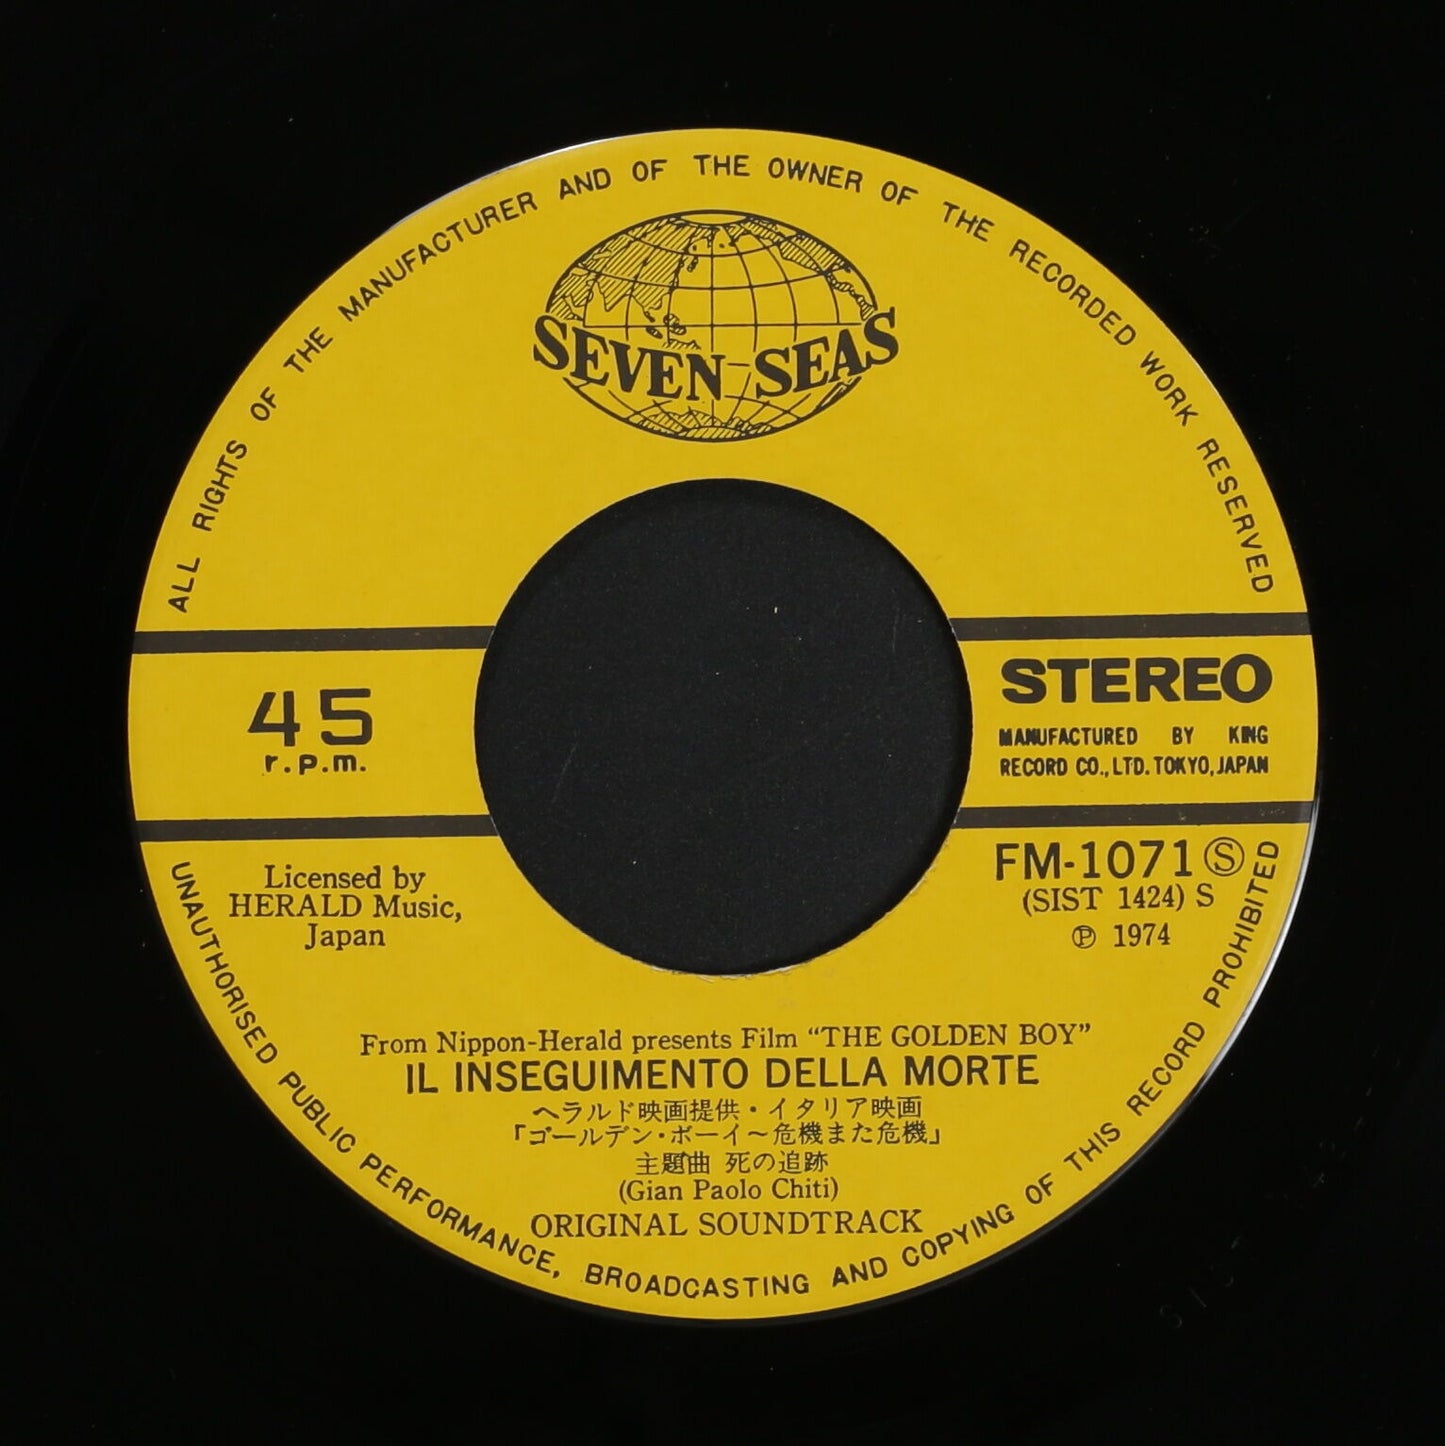 ALL RIGHTS OF THE MANUFACTURER AND OF THE OWNER OF THE RECORDED WORK RESERVED
SEVEN SEAS
45
r.p.m.
STEREO
MANUFACTURED BY KING
RECORD CO., LTD. TOKYO, JAPAN
Licensed by
HERALD Music,
Japan
FM-1071 Ⓢ
(SIST 1424) S
℗ 1974
From Nippon-Herald presents Film “THE GOLDEN BOY”
IL INSEGUIMENTO DELLA MORTE
ヘラルド映画提供・イタリア映画
「ゴールデン・ボーイ〜危機また危機」
主題曲 死の追跡
(Gian Paolo Chiti)
ORIGINAL SOUNDTRACK
UNAUTHORISED PUBLIC PERFORMANCE, BROADCASTING AND COPYING OF THIS RECORD PROHIBITED